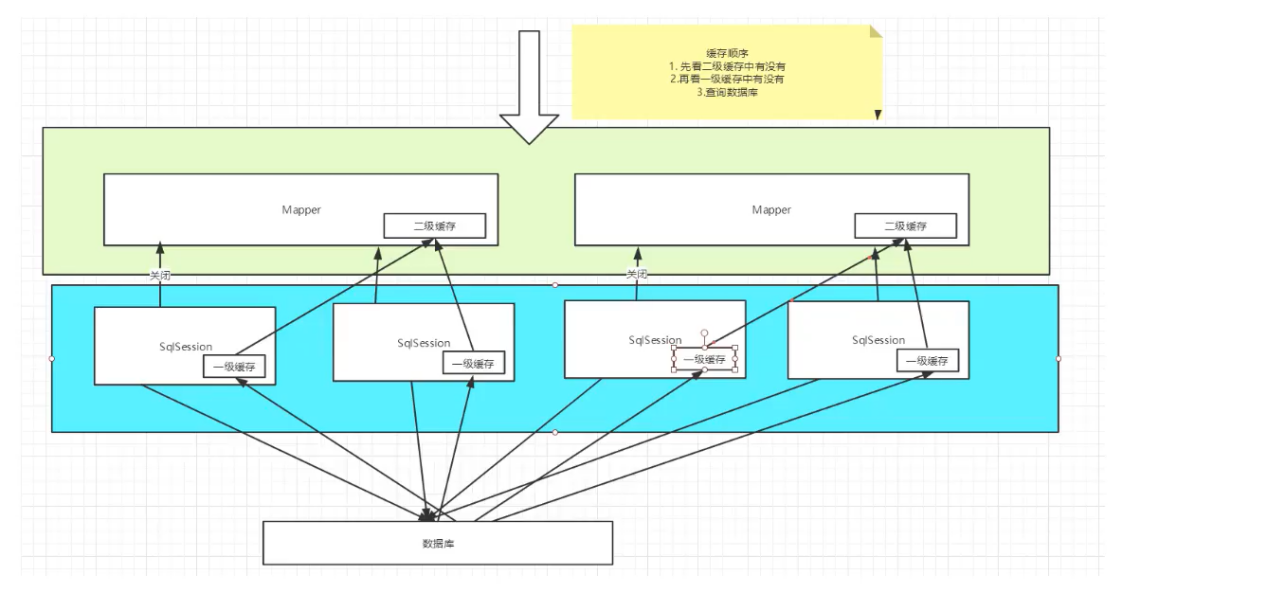 缓存顺序
1. 先看二级缓存中有没有
2.再看一级缓存中有没有
3.查询数据库
Mapper
二级缓存
Mapper
二级缓存
关闭
关闭
SqlSession
一级缓存
SqlSession
一级缓存
SqlSession
一级缓存
SqlSession
一级缓存
数据库